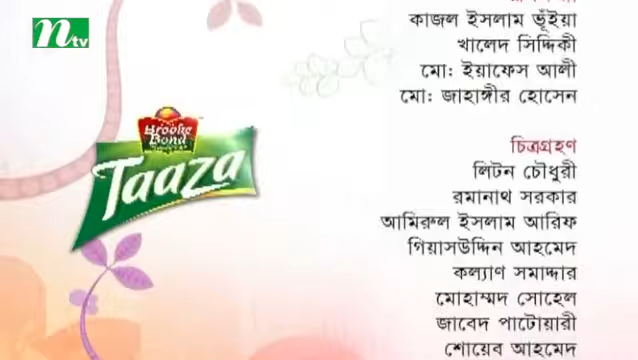 ntv
কাজল ইসলাম ভূঁইয়া
খালেদ সিদ্দিকী
মো: ইয়াফেস আলী
মো: জাহাঙ্গীর হোসেন
Brooke
Bond
Taaza
চিত্রগ্রহণ
লিটন চৌধুরী
রমানাথ সরকার
আমিরুল ইসলাম আরিফ
গিয়াসউদ্দিন আহমেদ
কল্যাণ সমাদ্দার
মোহাম্মদ সোহেল
জাবেদ পাটোয়ারী
শোয়েব আহমেদ